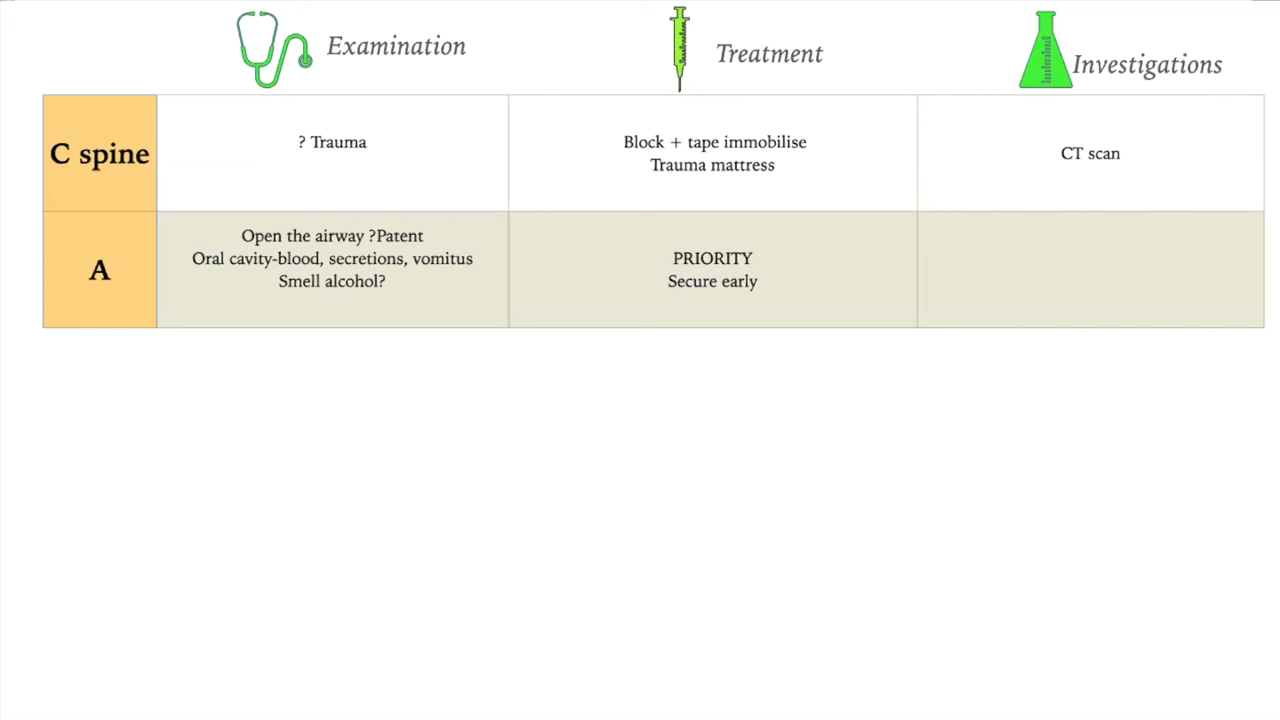 Examination
Treatment
Investigations
C spine
? Trauma
Block + tape immobilise
Trauma mattress
CT scan
A
Open the airway ?Patent
Oral cavity-blood, secretions, vomitus
Smell alcohol?
PRIORITY
Secure early